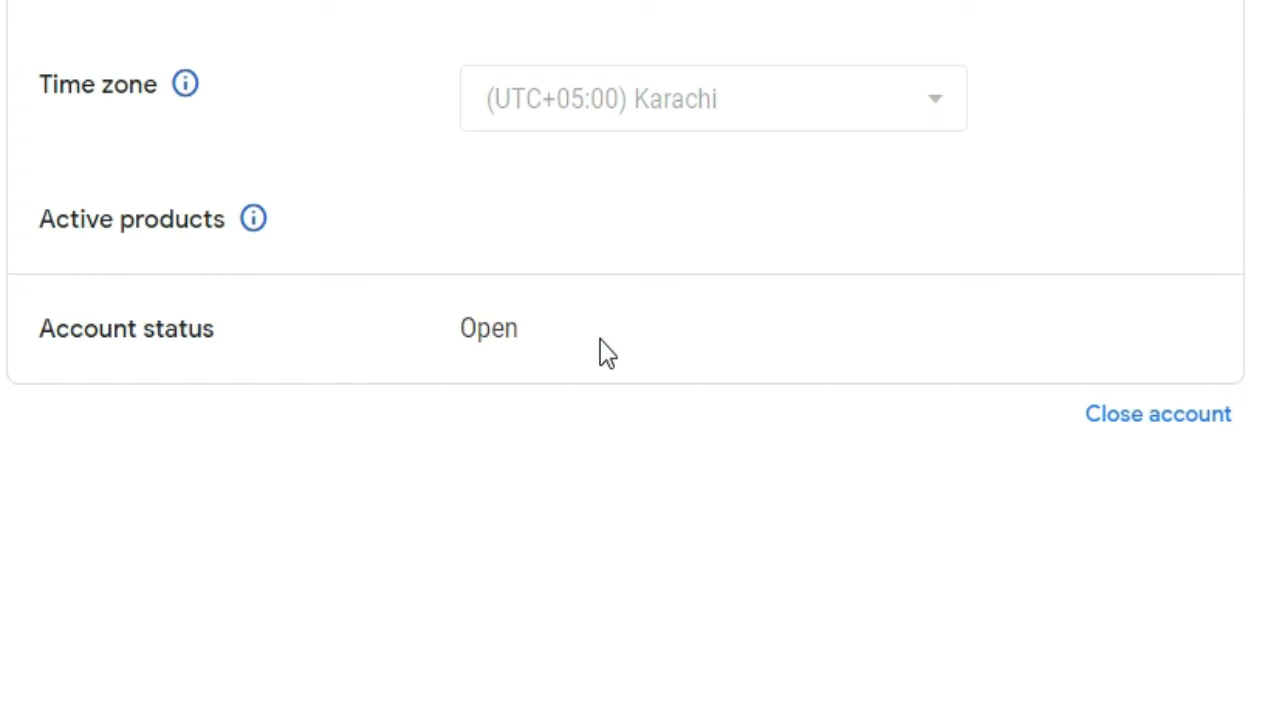 Time zone
(UTC+05:00) Karachi
Active products
Account status
Open
Close account